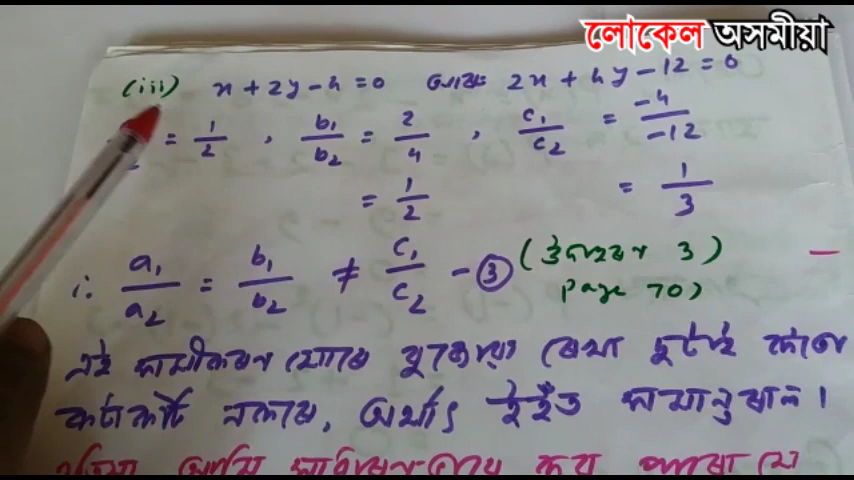 লোকেল অসমীয়া
(iii) x + 2y - 4 = 0 আৰু 2x + 4y - 12 = 0
= 1/2 , b₁/b₂ = 2/4 , c₁/c₂ = -4/-12
= 1/2 = 1/3
∴ a₁/a₂ = b₁/b₂ ≠ c₁/c₂ - ③ (উদাহৰণ 3)
page 70)
এই সমীকৰণ যোৰে বুজোৱা ৰেখা দুটাই
কটাকটি নকৰে, অৰ্থাৎ ইহঁত সমান্তৰাল।